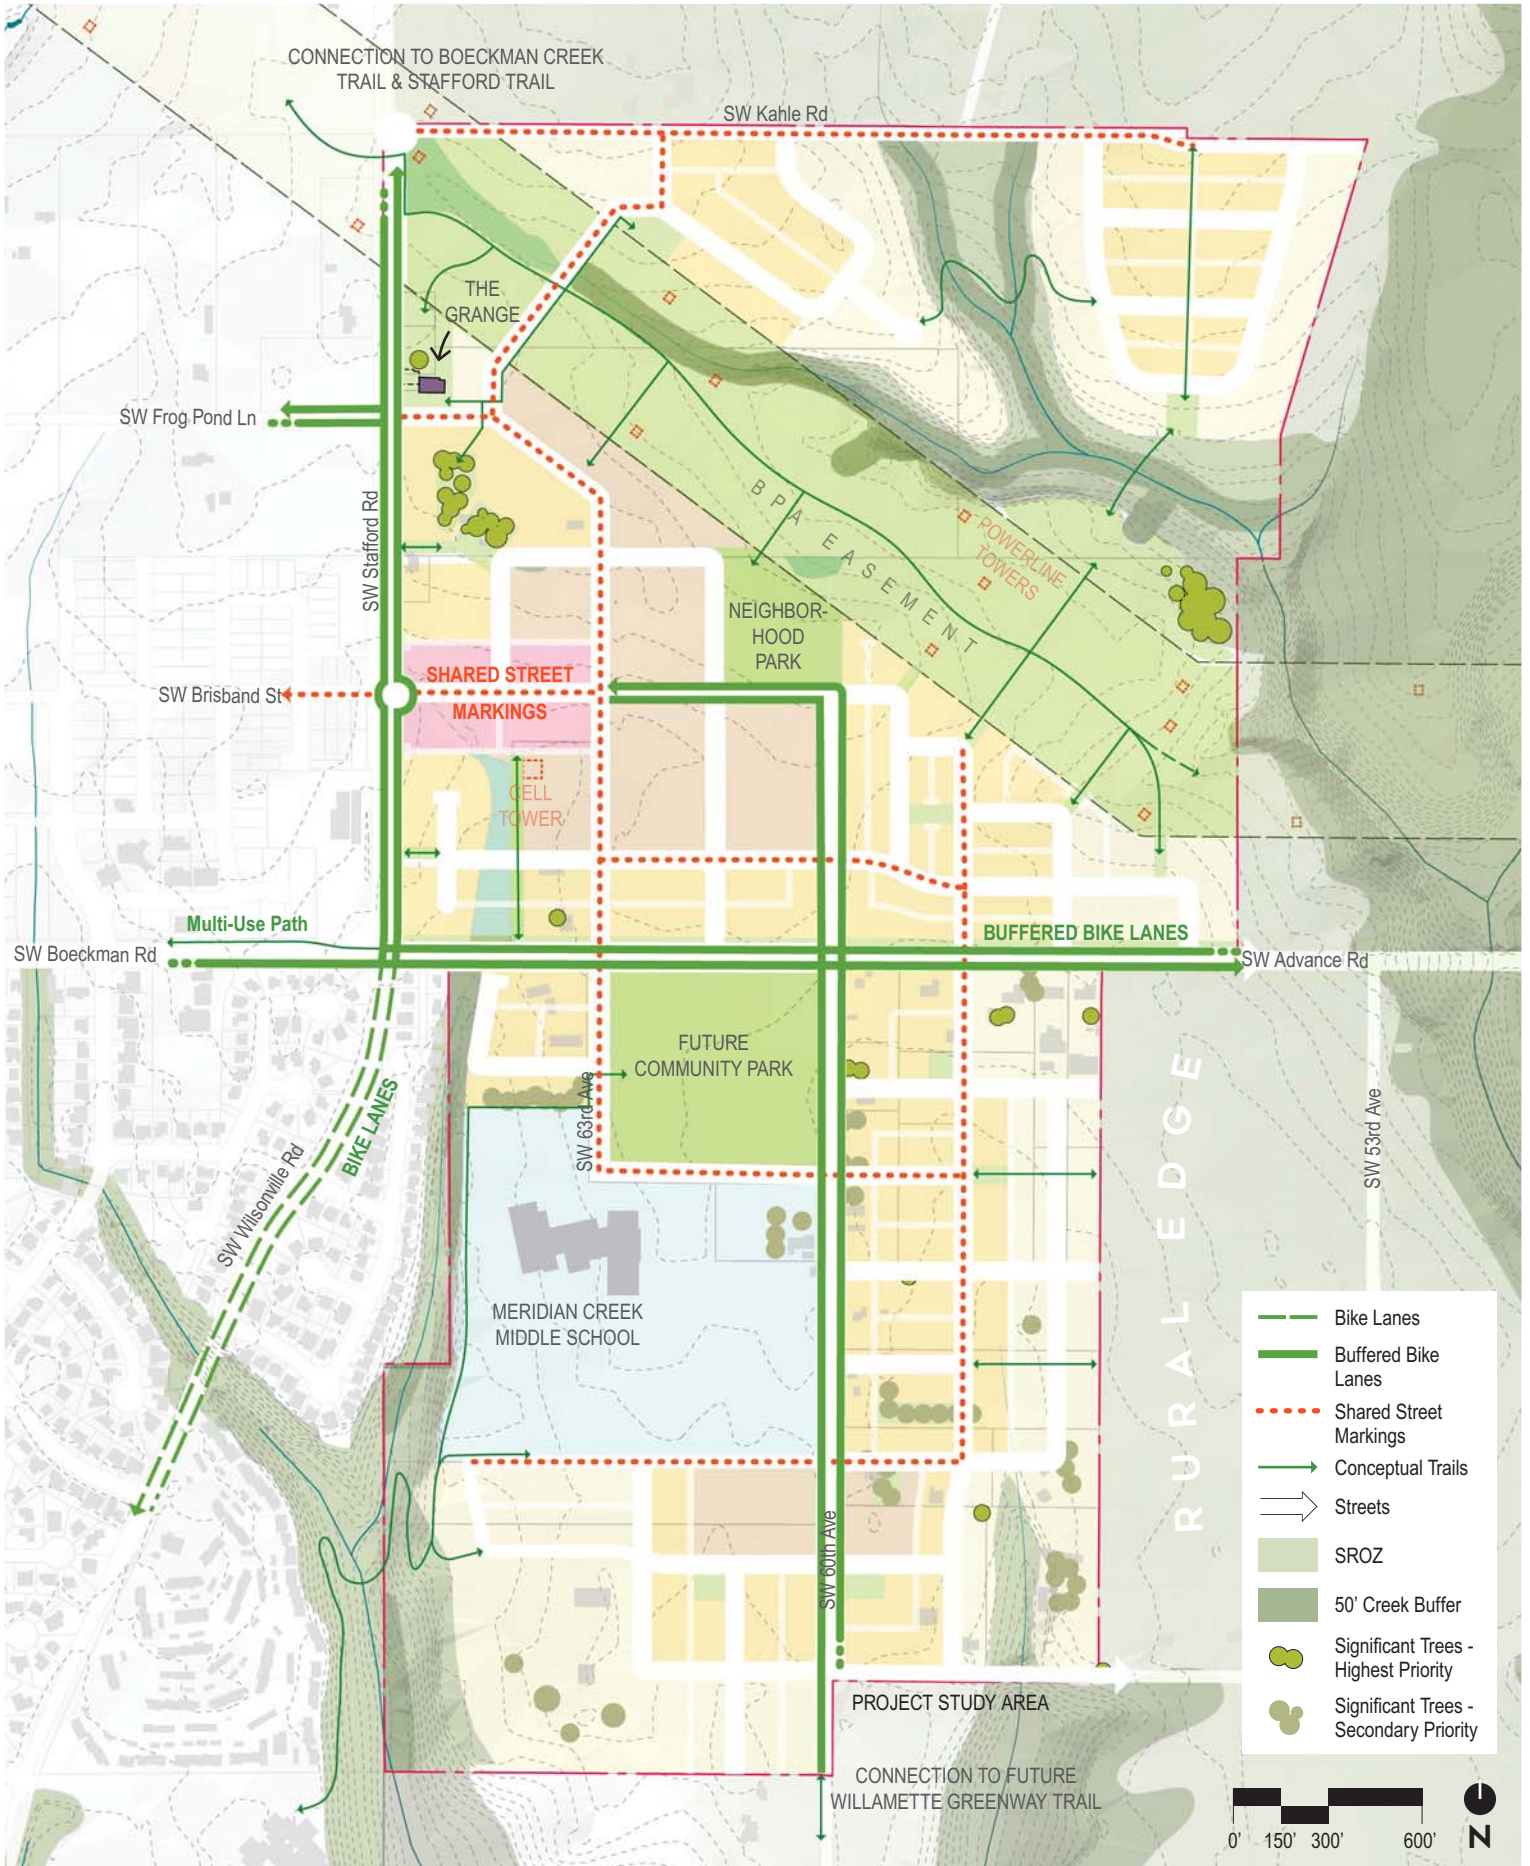 CONNECTION TO BOECKMAN CREEK
TRAIL & STAFFORD TRAIL
SW Kahle Rd
THE
GRANGE
SW Frog Pond Ln
SW Stafford Rd
BPA EASEMENT
POWERLINE
TOWERS
NEIGHBOR-
HOOD
PARK
SHARED STREET
MARKINGS
SW Brisband St
CELL
TOWER
Multi-Use Path
BUFFERED BIKE LANES
SW Boeckman Rd
SW Advance Rd
FUTURE
COMMUNITY PARK
SW 63rd Ave
BIKE LANES
SW Wilsonville Rd
RURAL EDGE
SW 53rd Ave
MERIDIAN CREEK
MIDDLE SCHOOL
SW 60th Ave
PROJECT STUDY AREA
CONNECTION TO FUTURE
WILLAMETTE GREENWAY TRAIL
Bike Lanes
Buffered Bike
Lanes
Shared Street
Markings
Conceptual Trails
Streets
SROZ
50' Creek Buffer
Significant Trees -
Highest Priority
Significant Trees -
Secondary Priority
0' 150' 300' 600'
N